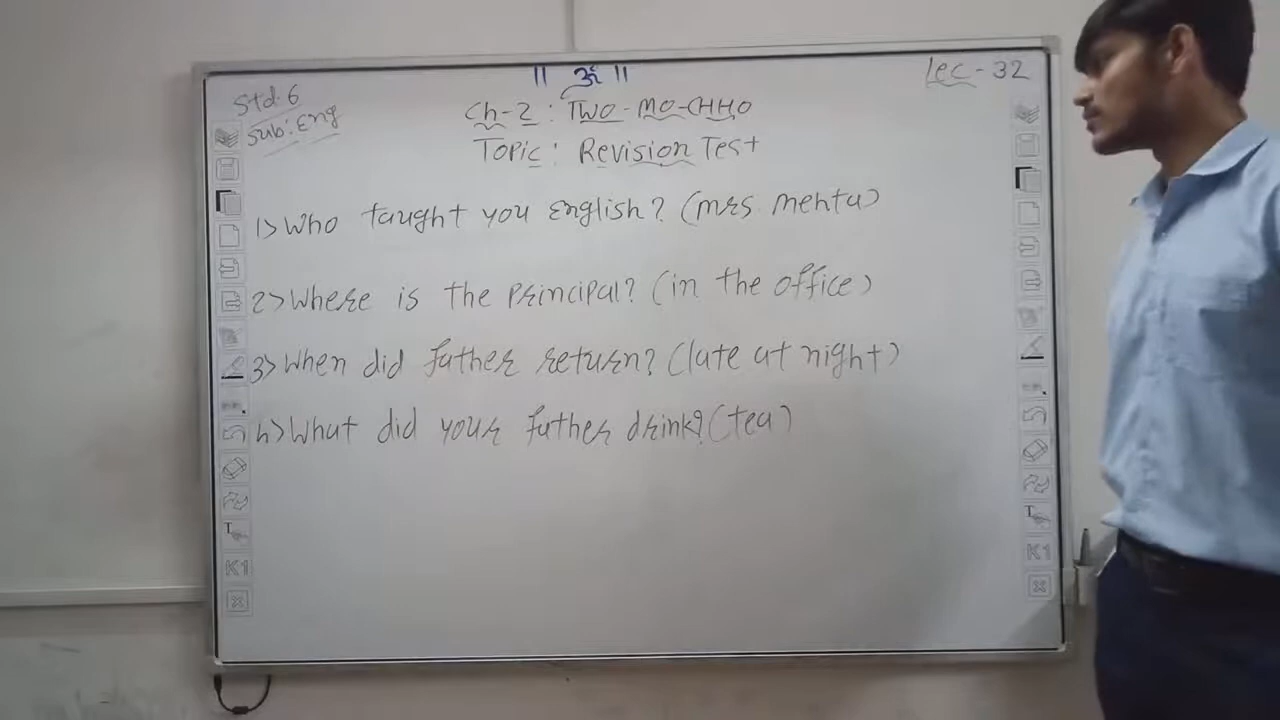 || ॐ ||
Lec-32
Std. 6
Sub: Eng
Ch-2: Two-Mo-CHHO
Topic: Revision Test
1> Who taught you English? (Mrs. Mehta)
2> Where is the principal? (in the office)
3> When did father return? (late at night)
4> What did your father drink? (tea)
T
K1
T
K1